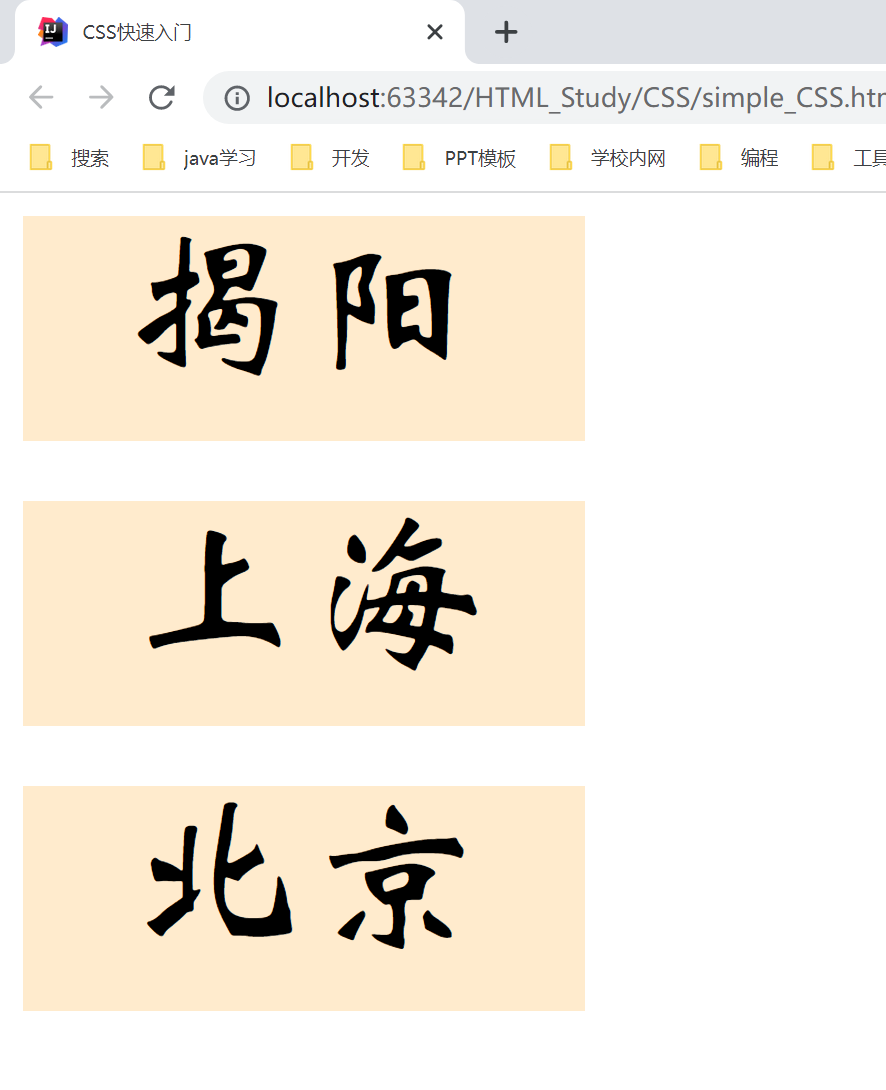 CSS快速入门
localhost:63342/HTML_Study/CSS/simple_CSS.htm
搜索 java学习 开发 PPT模板 学校内网 编程 工具
揭阳
上海
北京